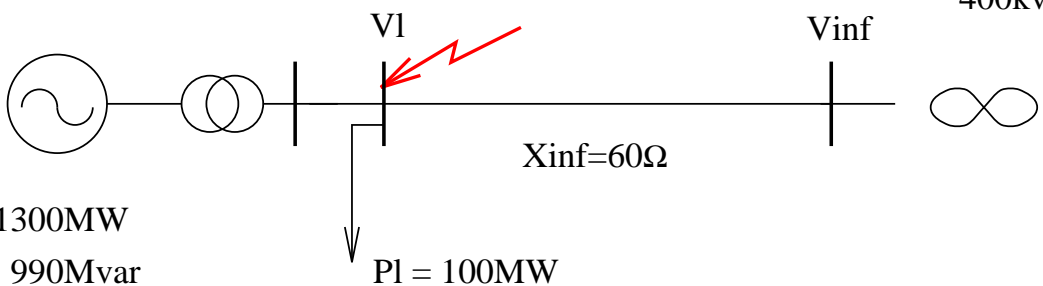 400kV
Vl
Vinf
Xinf=60Ω
1300MW
990Mvar
Pl = 100MW